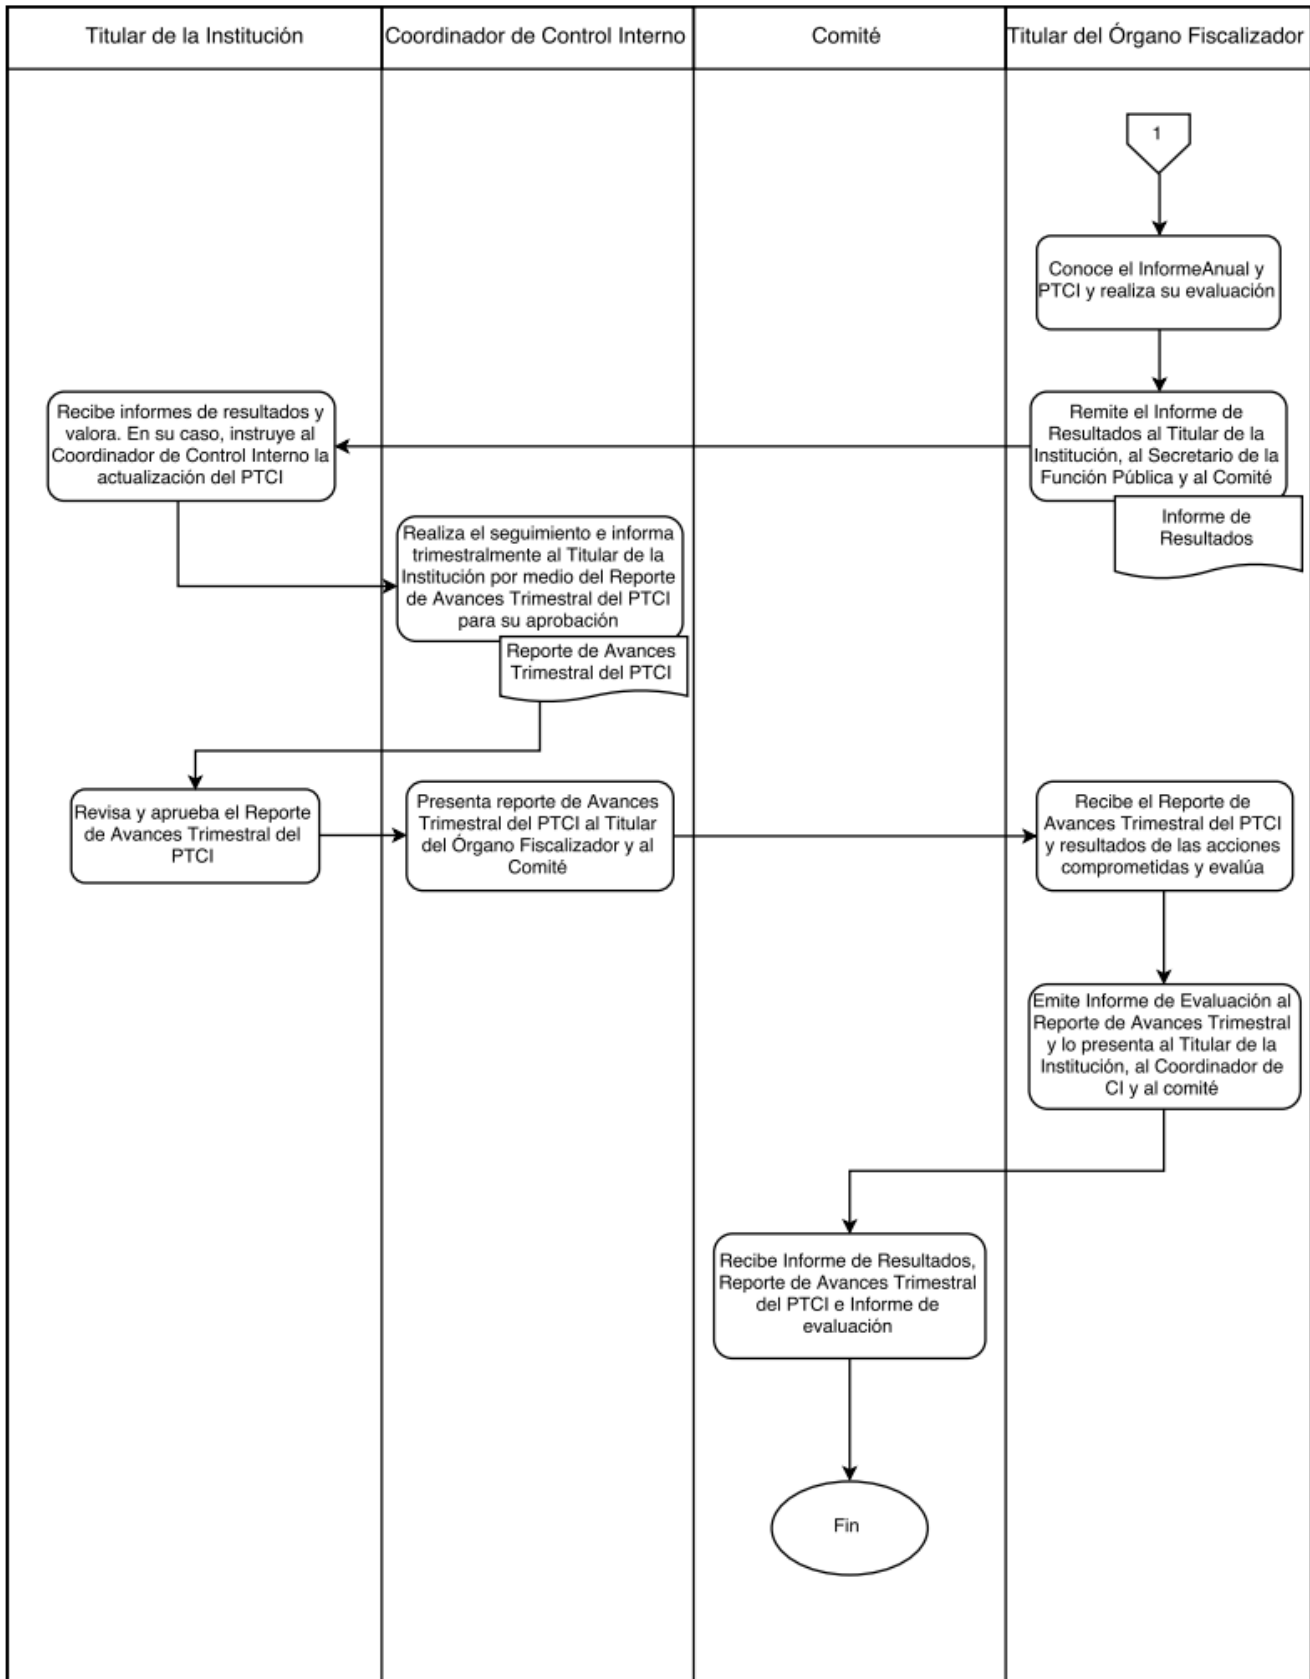 Titular de la Institución
Coordinador de Control Interno
Comité
Titular del Órgano Fiscalizador
1
Conoce el InformeAnual y
PTCI y realiza su evaluación
Remite el Informe de
Resultados al Titular de la
Institución, al Secretario de la
Función Pública y al Comité
Informe de
Resultados
Recibe informes de resultados y
valora. En su caso, instruye al
Coordinador de Control Interno la
actualización del PTCI
Realiza el seguimiento e informa
trimestralmente al Titular de la
Institución por medio del Reporte
de Avances Trimestral del PTCI
para su aprobación
Reporte de Avances
Trimestral del PTCI
Revisa y aprueba el Reporte
de Avances Trimestral del
PTCI
Presenta reporte de Avances
Trimestral del PTCI al Titular
del Órgano Fiscalizador y al
Comité
Recibe el Reporte de
Avances Trimestral del PTCI
y resultados de las acciones
comprometidas y evalúa
Emite Informe de Evaluación al
Reporte de Avances Trimestral
y lo presenta al Titular de la
Institución, al Coordinador de
CI y al comité
Recibe Informe de Resultados,
Reporte de Avances Trimestral
del PTCI e Informe de
evaluación
Fin